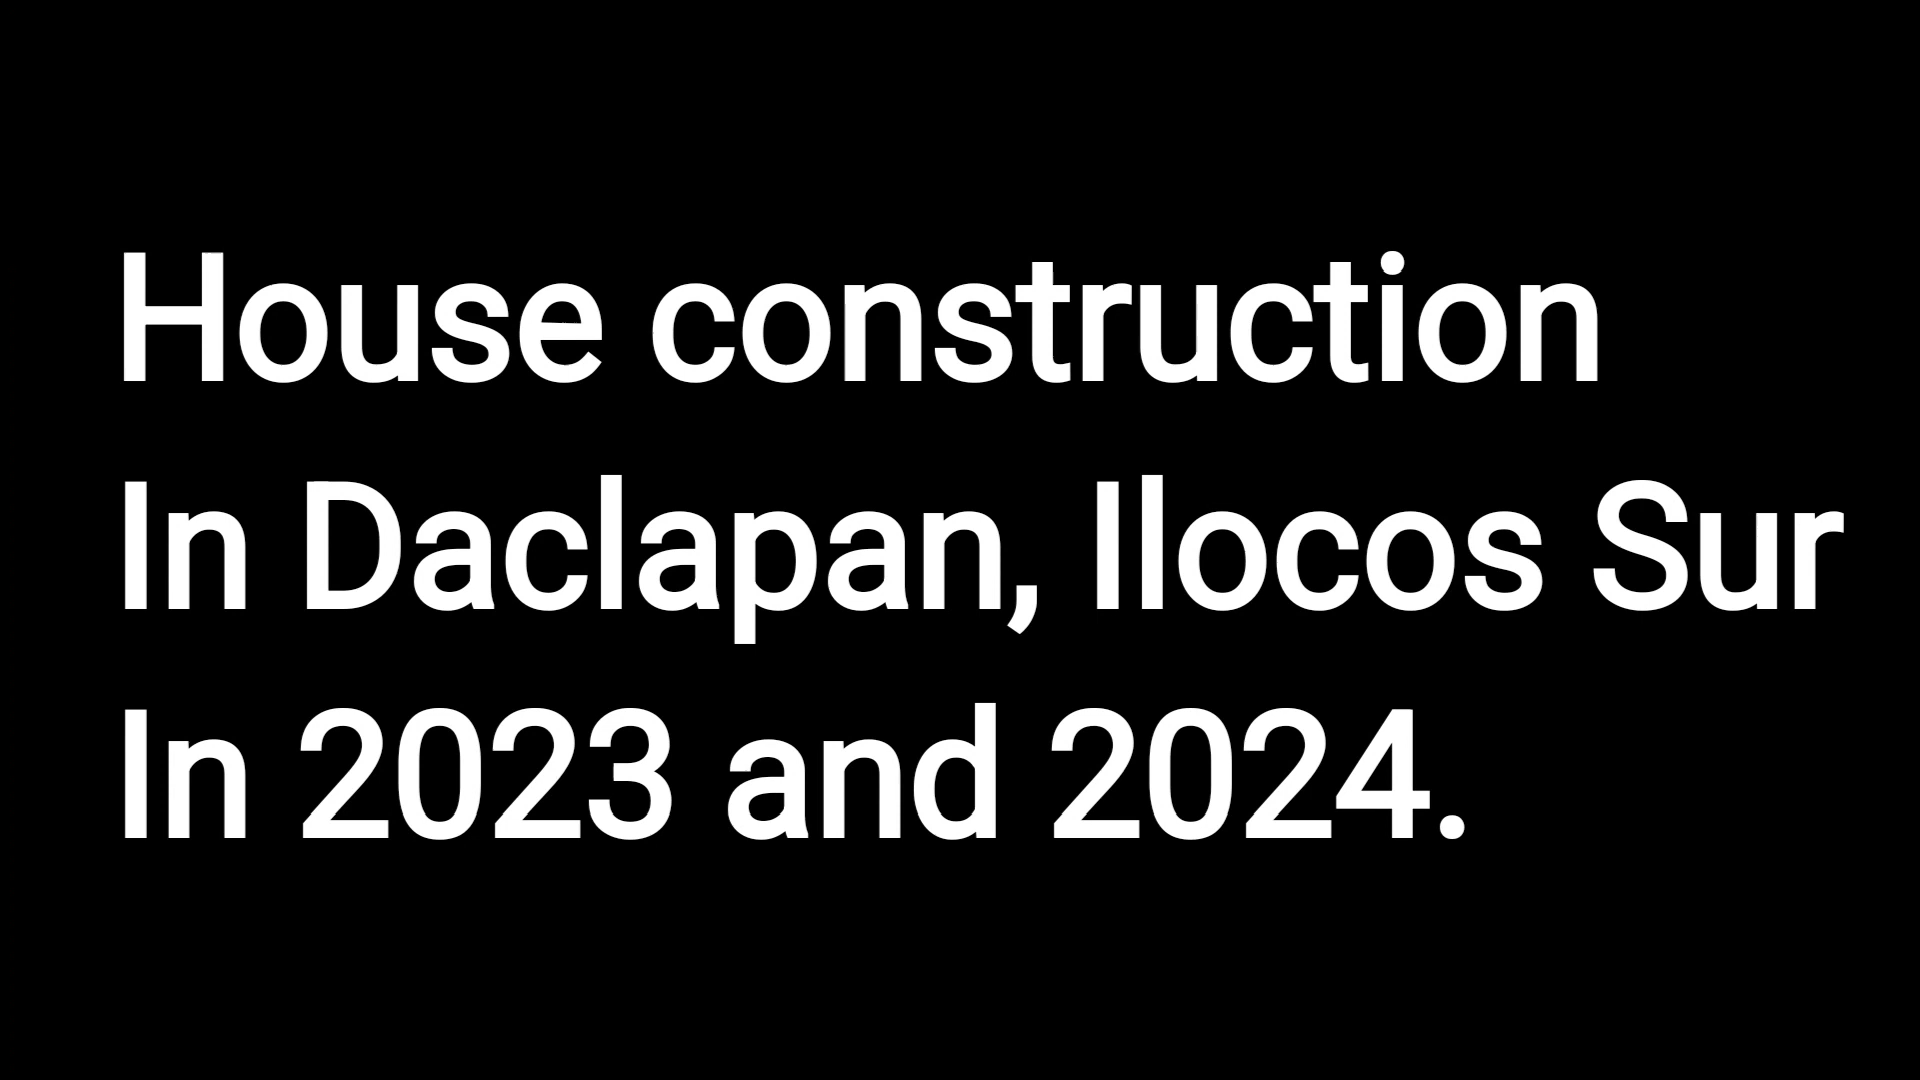 House construction
In Daclapan, Ilocos Sur
In 2023 and 2024.